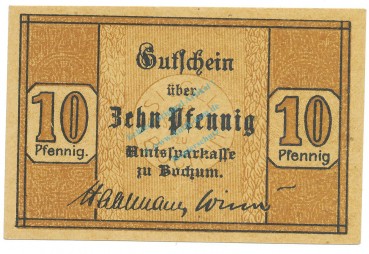 Gutschein
über
10 Zehn Pfennig 10
Pfennig. Amtssparkasse Pfennig.
zu Bochum.